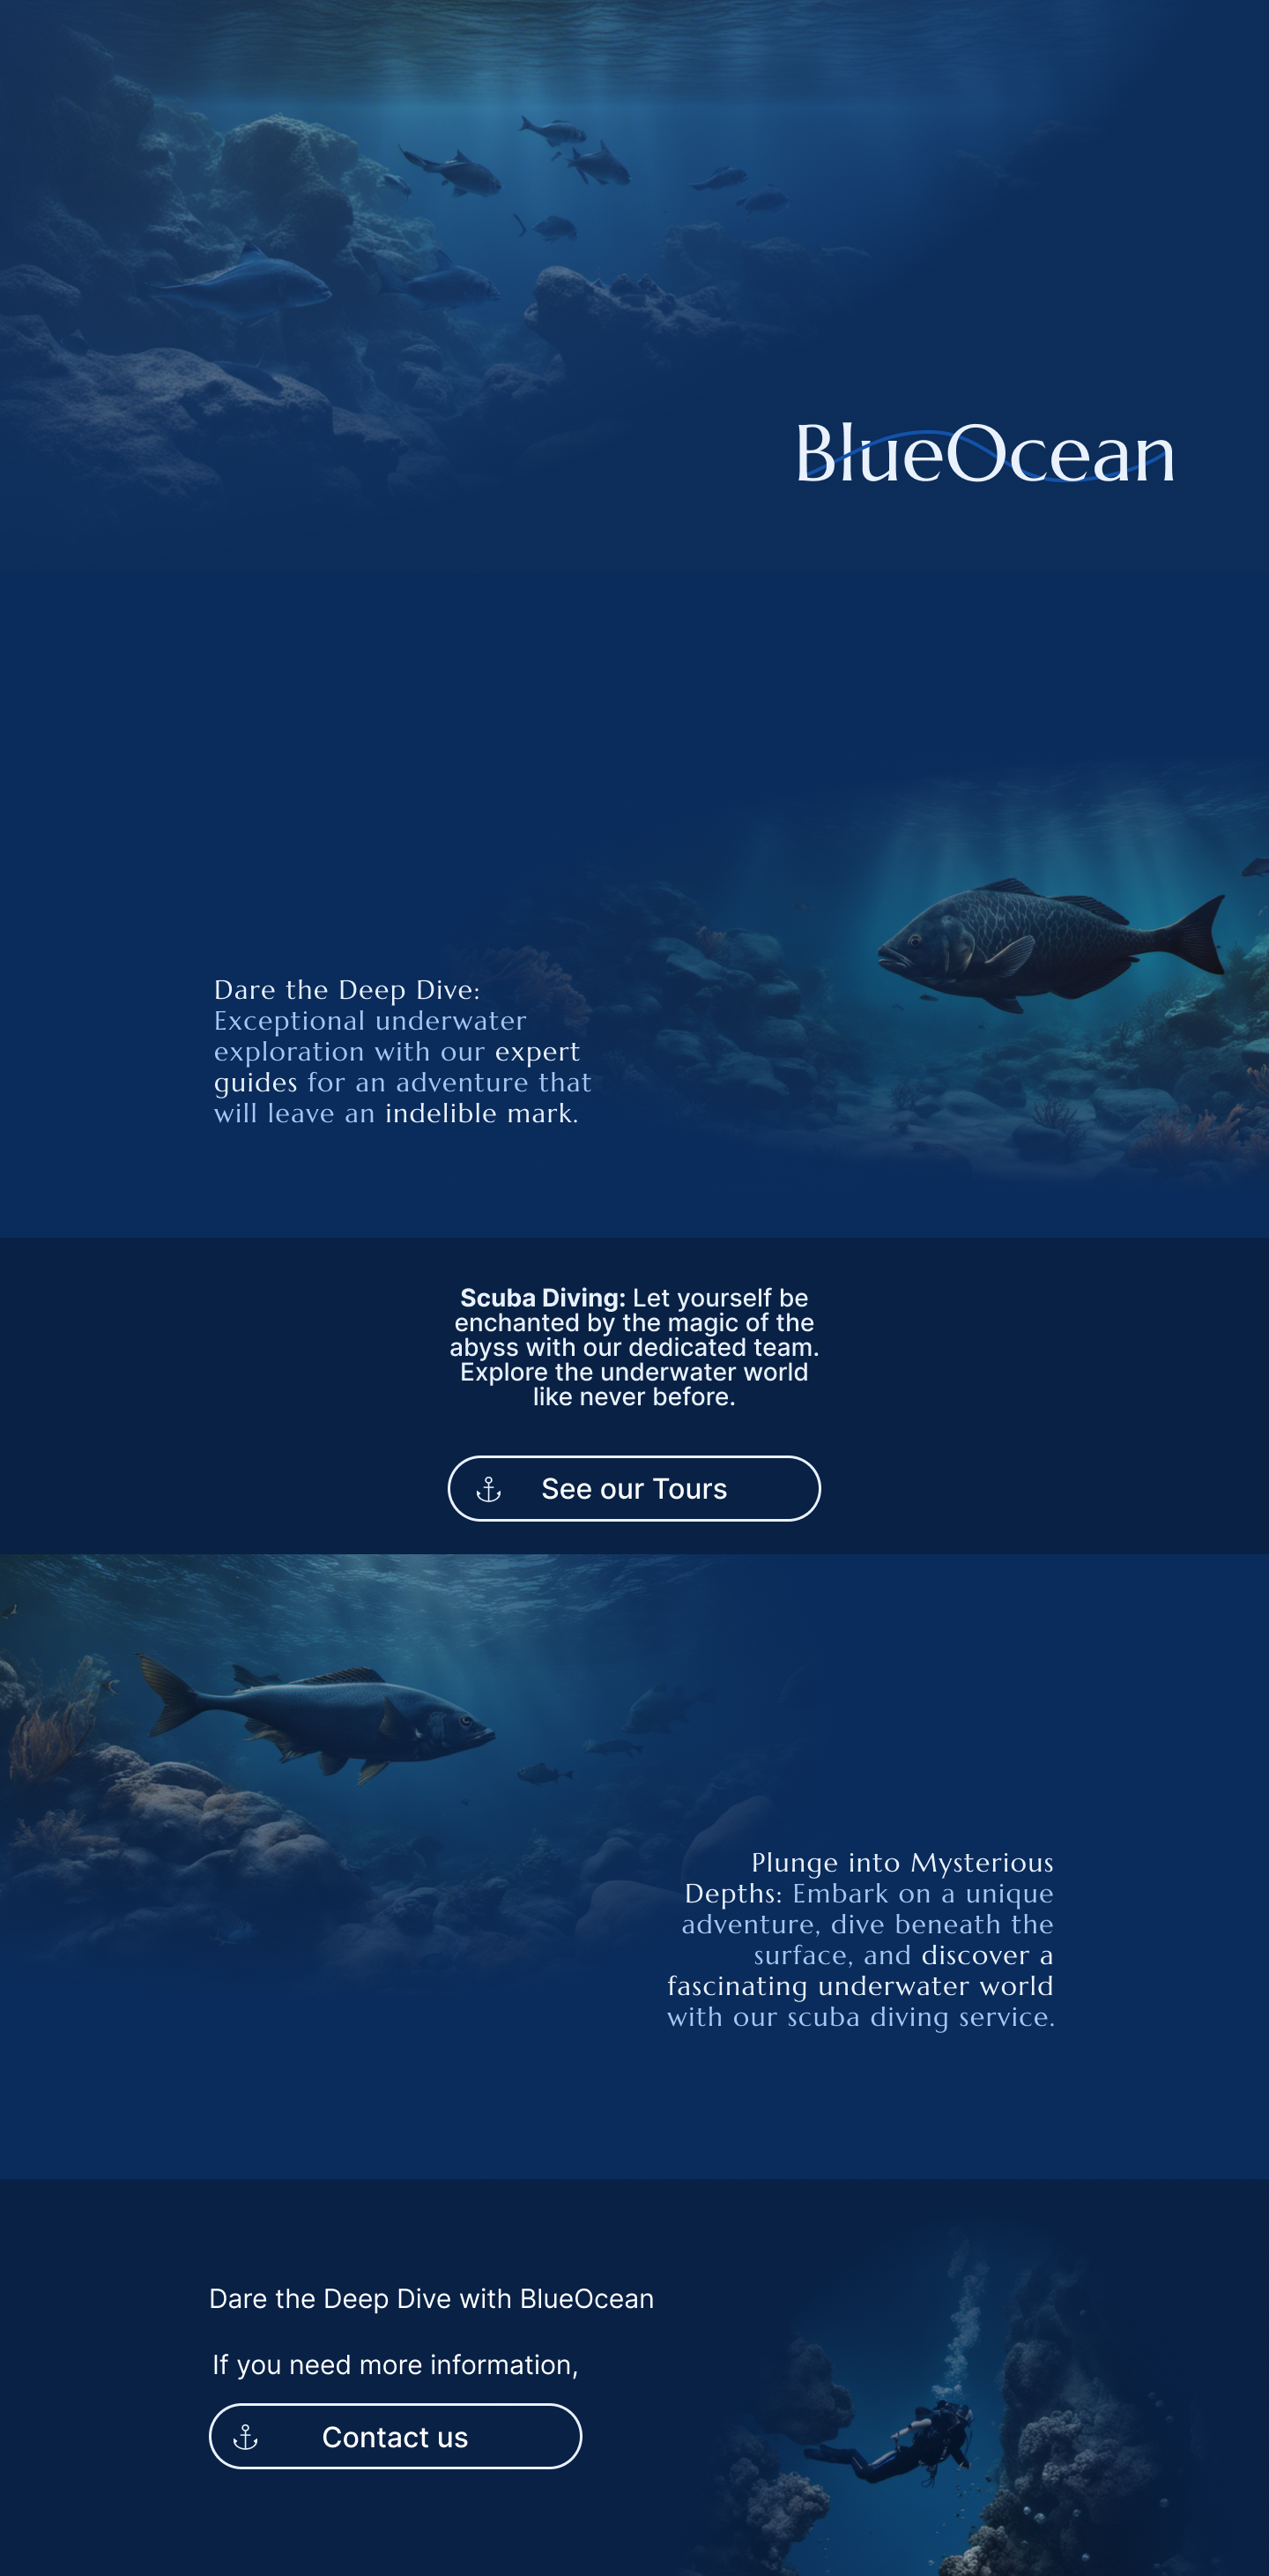 BlueOcean
Dare the Deep Dive:
Exceptional underwater
exploration with our expert
guides for an adventure that
will leave an indelible mark.
Scuba Diving: Let yourself be
enchanted by the magic of the
abyss with our dedicated team.
Explore the underwater world
like never before.
See our Tours
Plunge into Mysterious
Depths: Embark on a unique
adventure, dive beneath the
surface, and discover a
fascinating underwater world
with our scuba diving service.
Dare the Deep Dive with BlueOcean
If you need more information,
Contact us